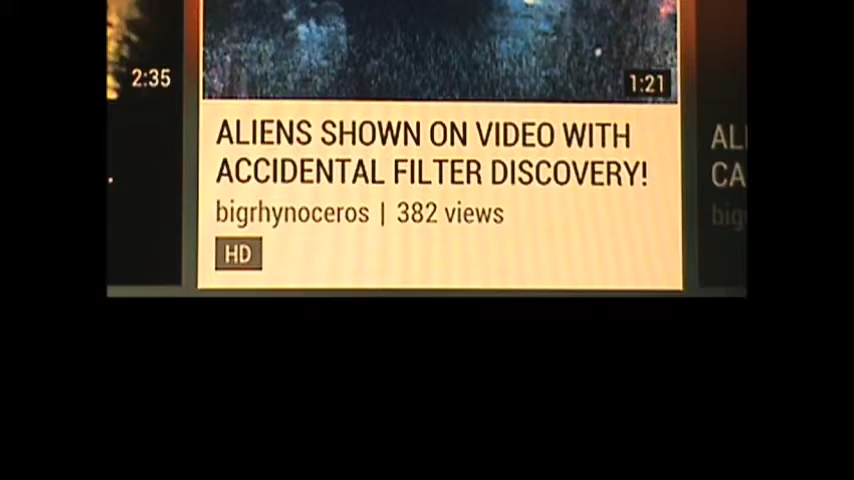 2:35
1:21
ALIENS SHOWN ON VIDEO WITH
ACCIDENTAL FILTER DISCOVERY!
bigrhynoceros | 382 views
HD